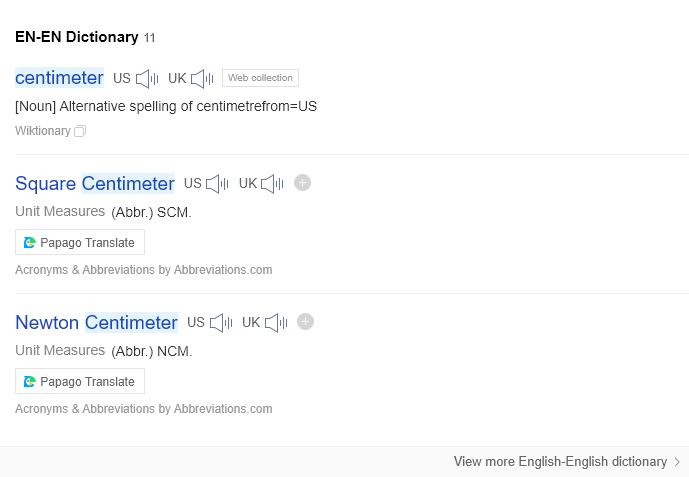 EN-EN Dictionary 11
centimeter US UK Web collection
[Noun] Alternative spelling of centimetrefrom=US
Wiktionary
Square Centimeter US UK
Unit Measures (Abbr.) SCM.
Papago Translate
Acronyms & Abbreviations by Abbreviations.com
Newton Centimeter US UK
Unit Measures (Abbr.) NCM.
Papago Translate
Acronyms & Abbreviations by Abbreviations.com
View more English-English dictionary